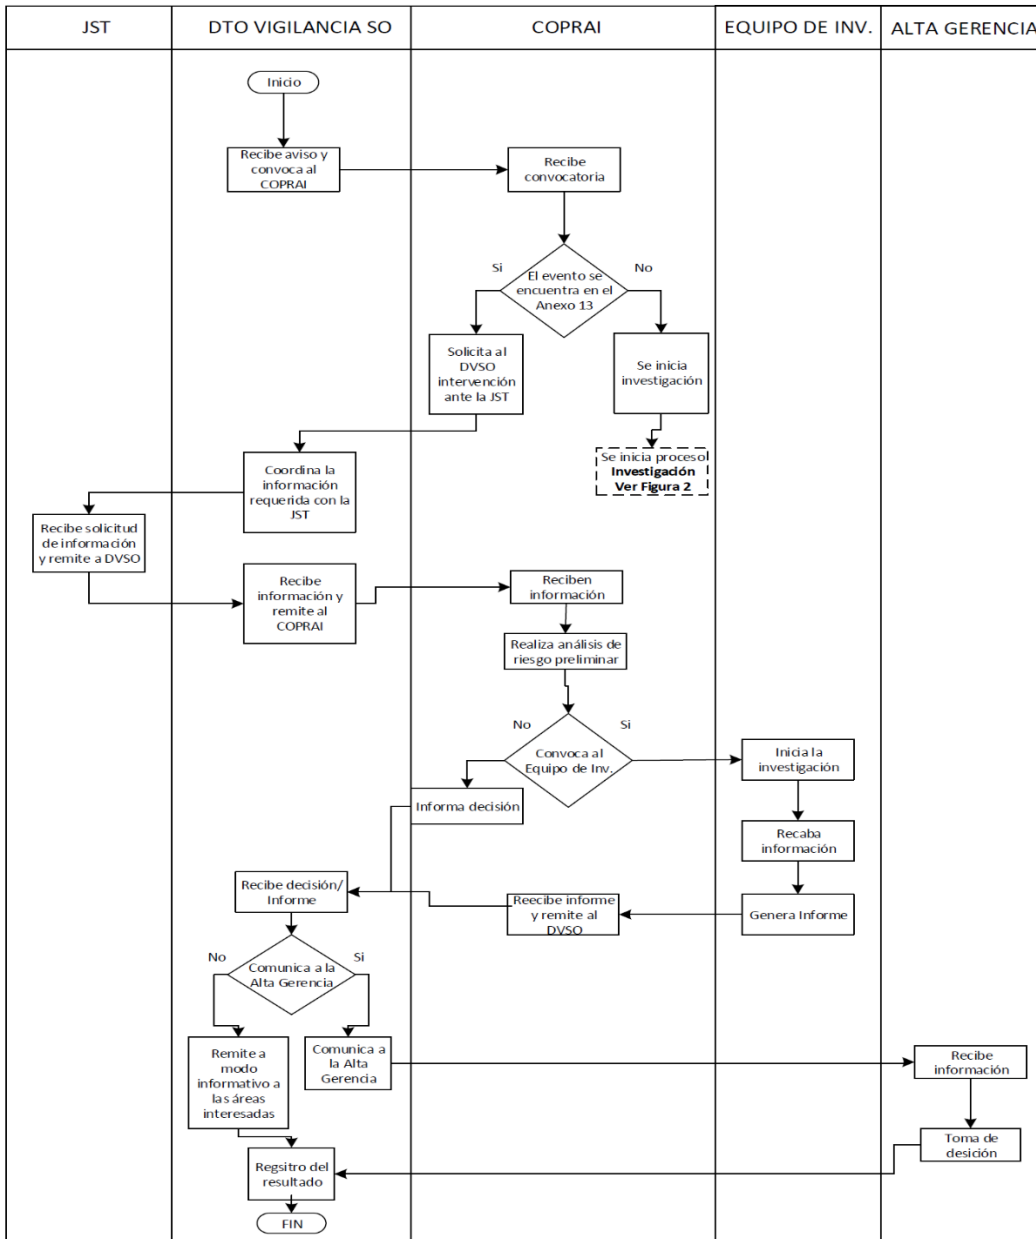 JST
DTO VIGILANCIA SO
COPRAI
EQUIPO DE INV.
ALTA GERENCIA
Inicio
Recibe aviso y
convoca al
COPRAI
Recibe
convocatoria
Si
No
El evento se
encuentra en el
Anexo 13
Solicita al
DVSO
intervención
ante la JST
Se inicia
investigación
Se inicia proceso
Investigación
Ver Figura 2
Coordina la
información
requerida con la
JST
Recibe solicitud
de información
y remite a DVSO
Recibe
información y
remite al
COPRAI
Reciben
información
Realiza análisis de
riesgo preliminar
No
Si
Convoca al
Equipo de Inv.
Inicia la
investigación
Informa decisión
Recaba
información
Recibe decisión/
Informe
Reecibe informe
y remite al
DVSO
Genera Informe
No
Si
Comunica a la
Alta Gerencia
Remite a
modo
informativo a
las áreas
interesadas
Comunica a
la Alta
Gerencia
Recibe
información
Toma de
desición
Regsitro del
resultado
FIN